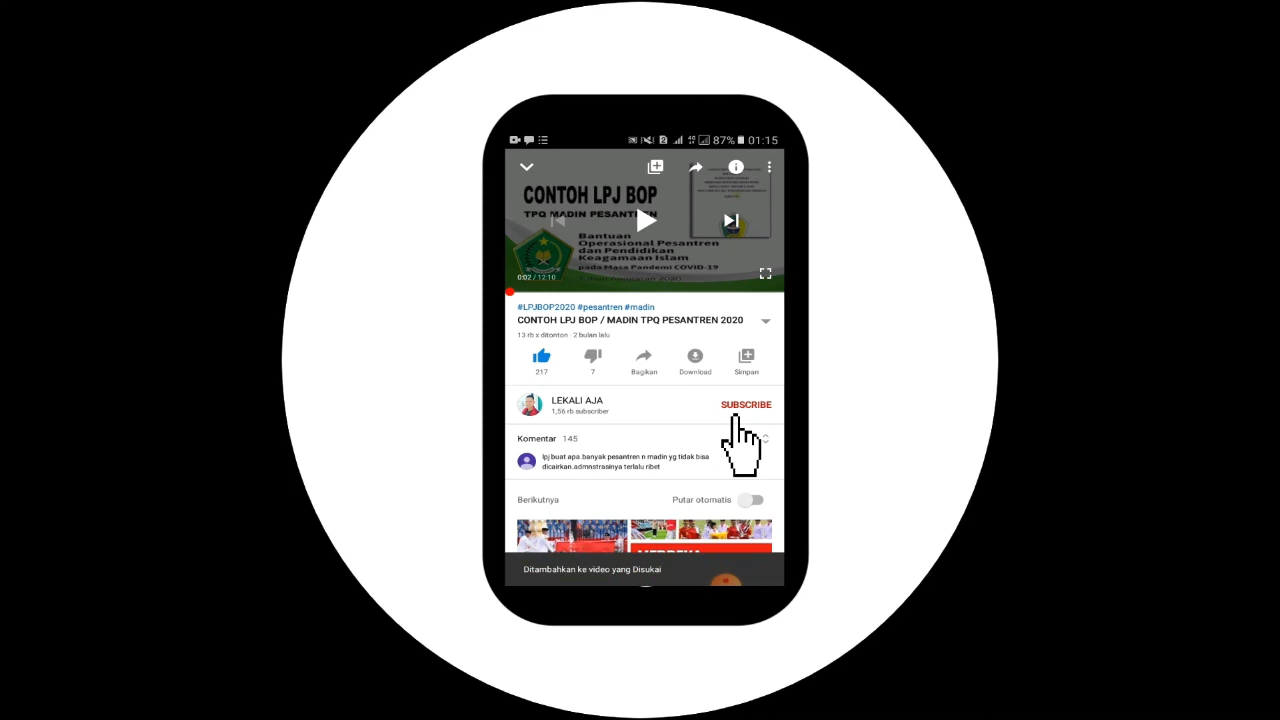 87% 01:15
CONTOH LPJ BOP
TPQ MADIN PESANTREN
Bantuan
Operasional Pesantren
dan Pendidikan
Keagamaan Islam
pada Masa Pandemi COVID-19
0:02 / 12:10
#LPJBOP2020 #pesantren #madin
CONTOH LPJ BOP / MADIN TPQ PESANTREN 2020
13 rb x ditonton · 2 bulan lalu
217 7 Bagikan Download Simpan
LEKALI AJA
SUBSCRIBE
1,56 rb subscriber
Komentar 145
lpj buat apa.banyak pesantren n madin yg tidak bisa
dicairkan.admnstrasinya terlalu ribet
Berikutnya Putar otomatis
MERDEKA
Ditambahkan ke video yang Disukai